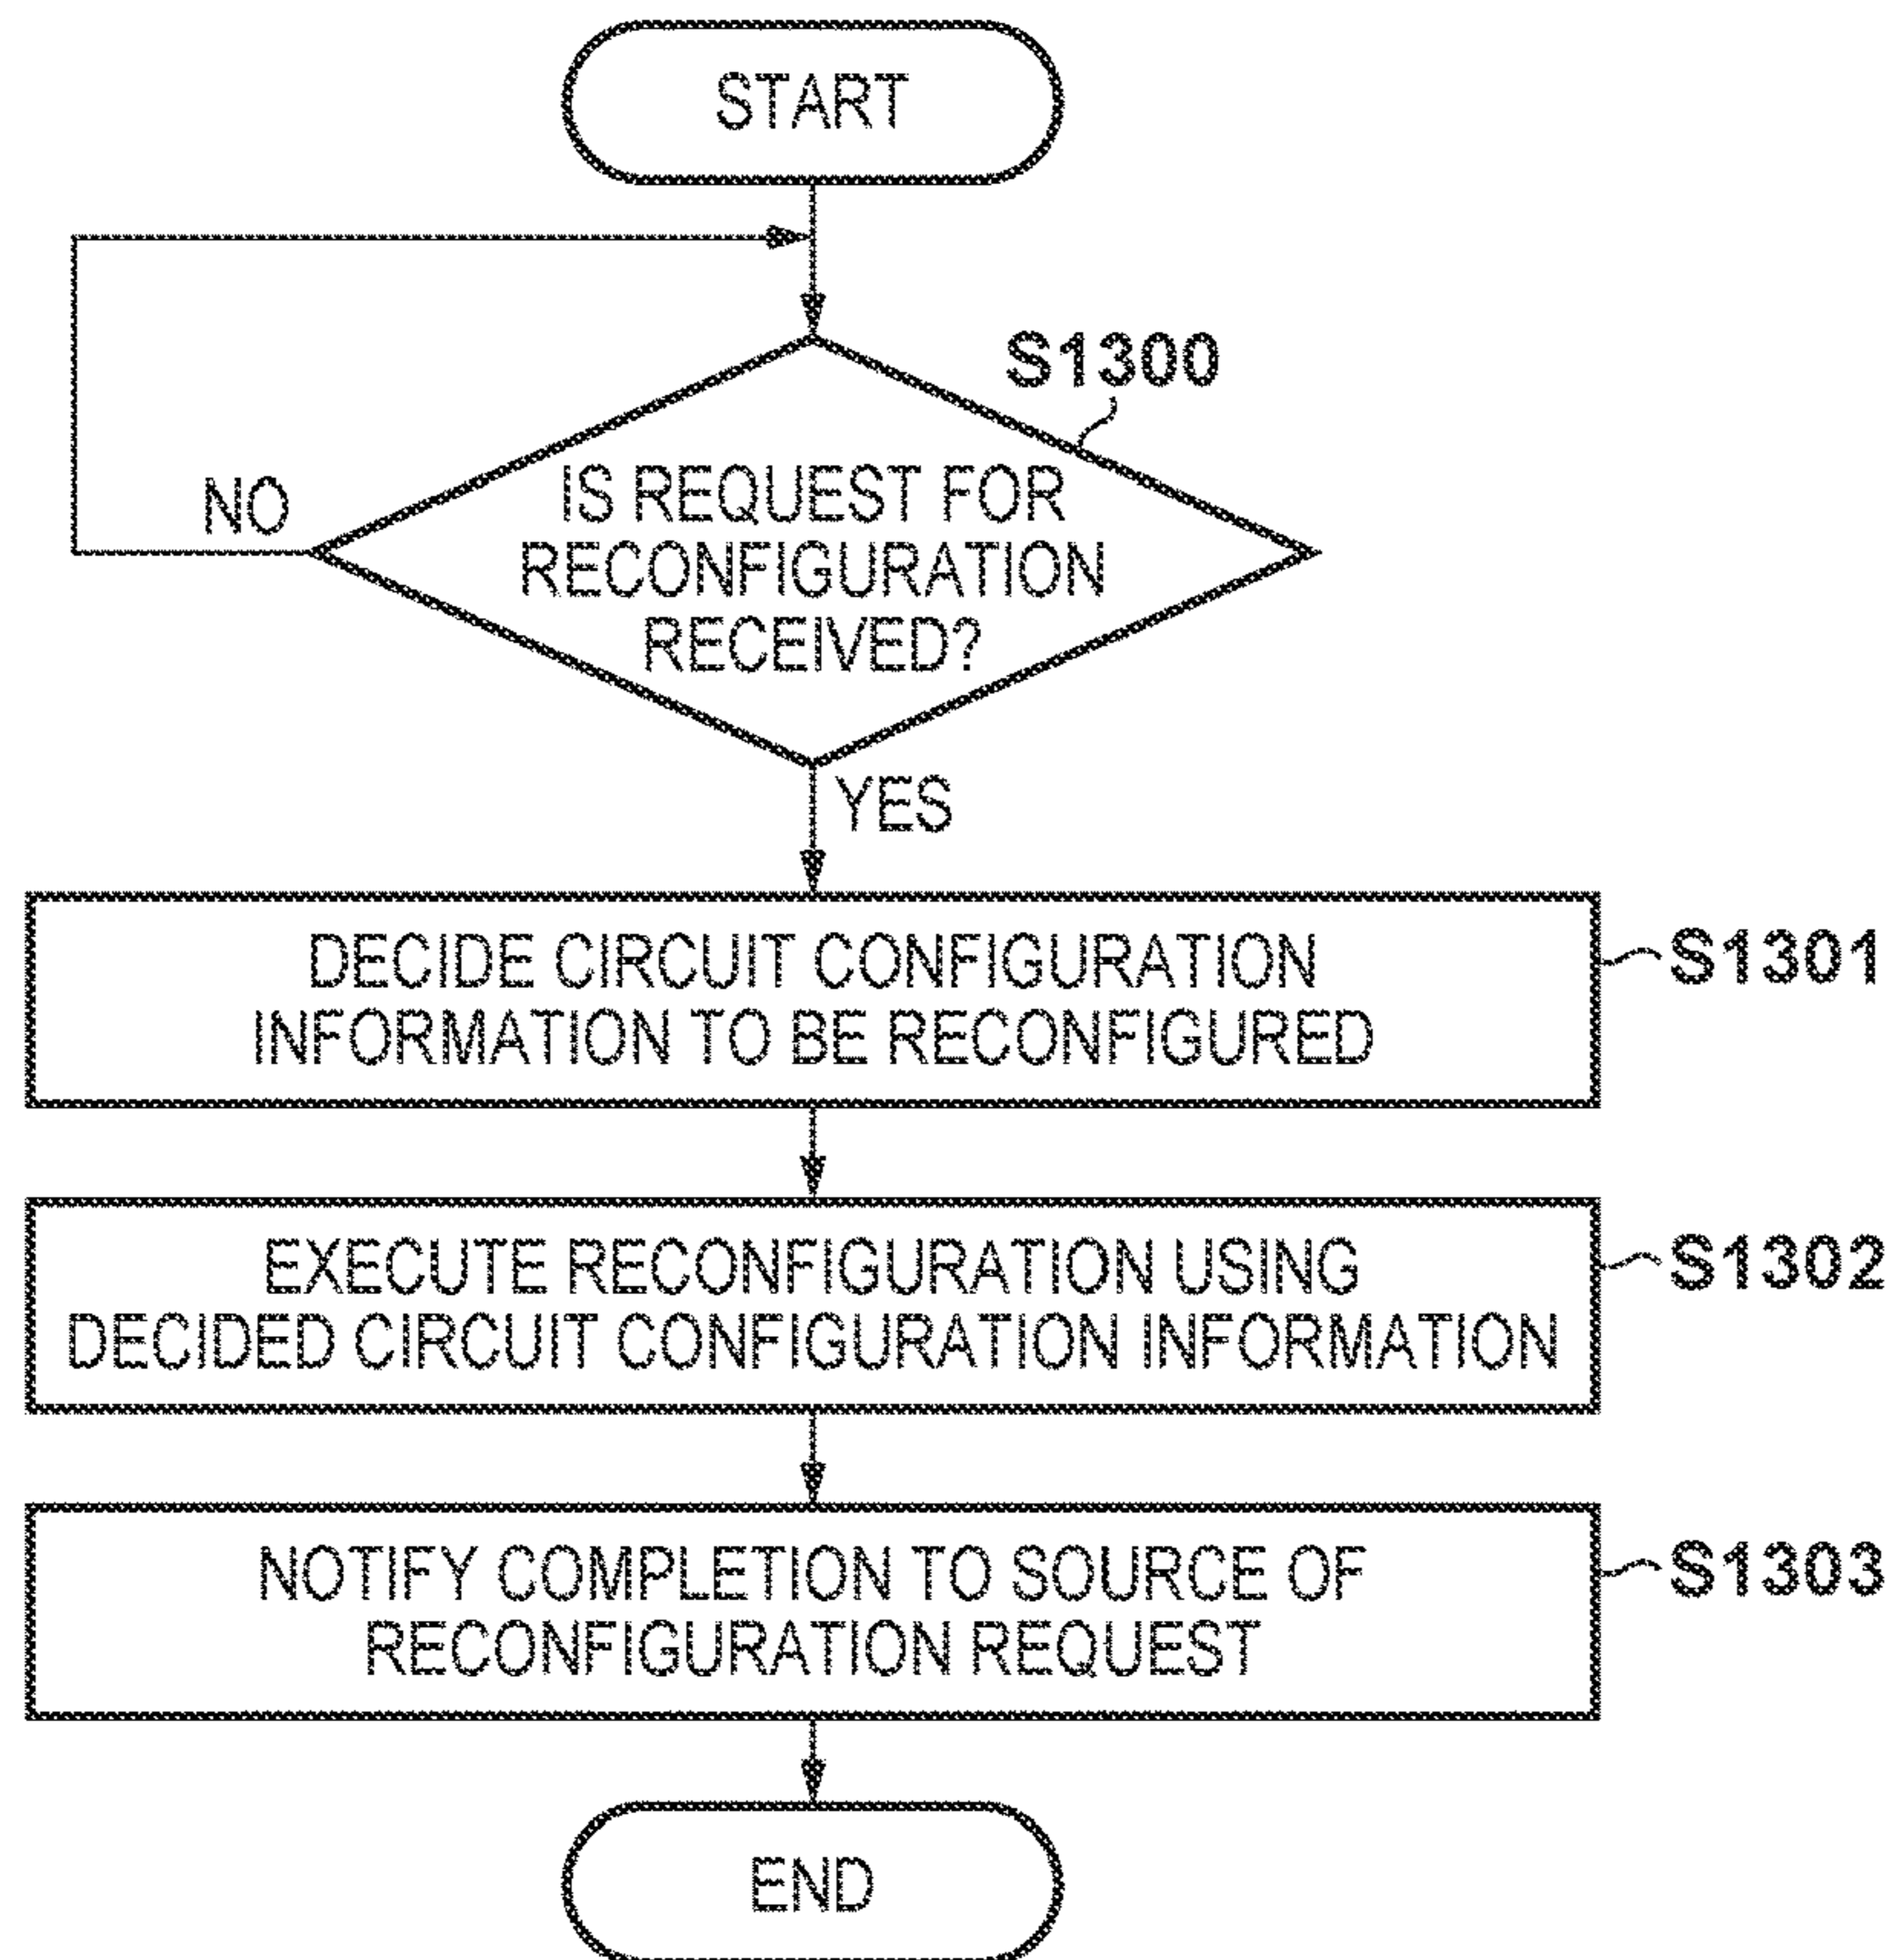 START
S1300
IS REQUEST FOR
RECONFIGURATION
RECEIVED?
NO
YES
DECIDE CIRCUIT CONFIGURATION
INFORMATION TO BE RECONFIGURED
S1301
EXECUTE RECONFIGURATION USING
DECIDED CIRCUIT CONFIGURATION INFORMATION
S1302
NOTIFY COMPLETION TO SOURCE OF
RECONFIGURATION REQUEST
S1303
END